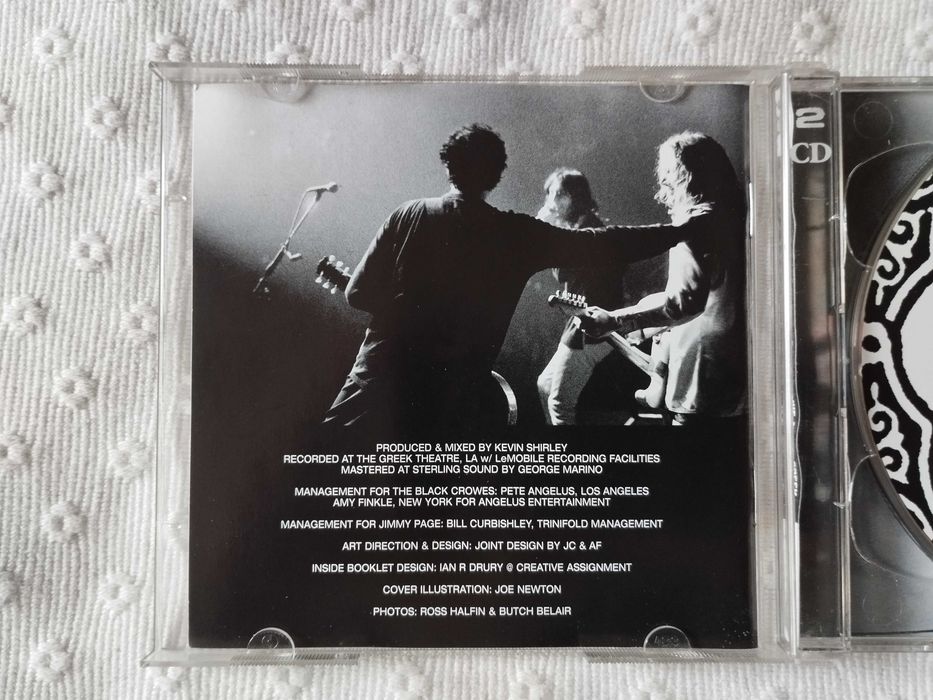 2
CD
PRODUCED & MIXED BY KEVIN SHIRLEY
RECORDED AT THE GREEK THEATRE, LA w/ LeMOBILE RECORDING FACILITIES
MASTERED AT STERLING SOUND BY GEORGE MARINO
MANAGEMENT FOR THE BLACK CROWES: PETE ANGELUS, LOS ANGELES
AMY FINKLE, NEW YORK FOR ANGELUS ENTERTAINMENT
MANAGEMENT FOR JIMMY PAGE: BILL CURBISHLEY, TRINIFOLD MANAGEMENT
ART DIRECTION & DESIGN: JOINT DESIGN BY JC & AF
INSIDE BOOKLET DESIGN: IAN R DRURY @ CREATIVE ASSIGNMENT
COVER ILLUSTRATION: JOE NEWTON
PHOTOS: ROSS HALFIN & BUTCH BELAIR